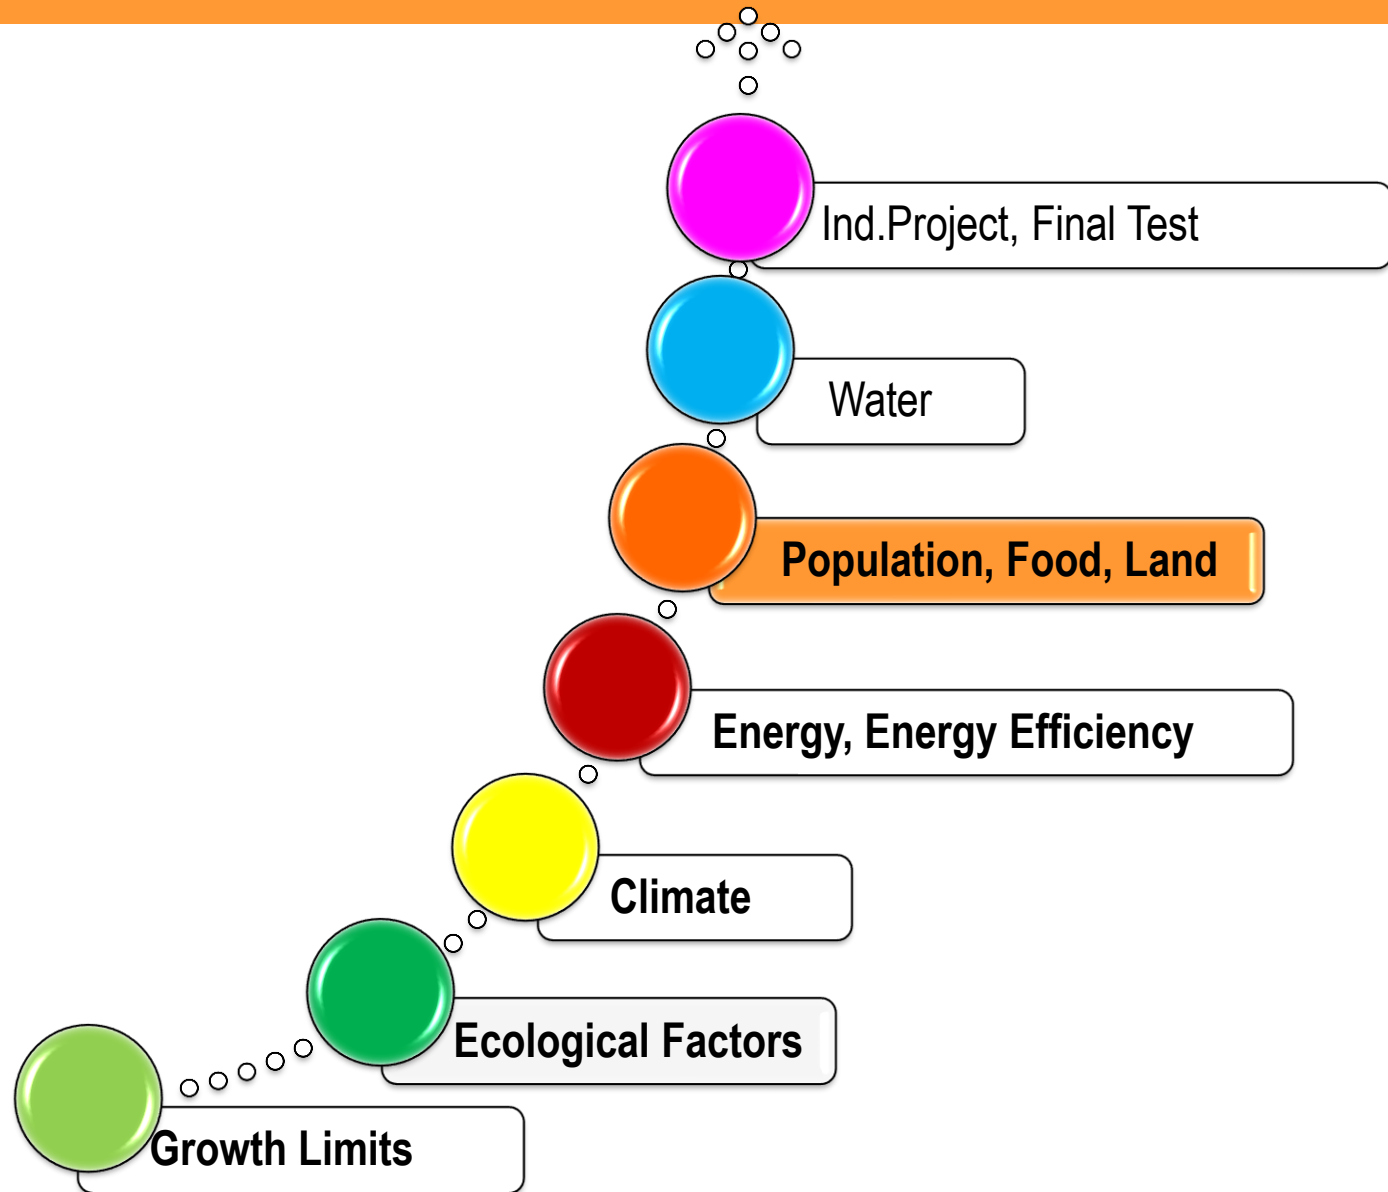 Ind.Project, Final Test
Water
Population, Food, Land
Energy, Energy Efficiency
Climate
Ecological Factors
Growth Limits